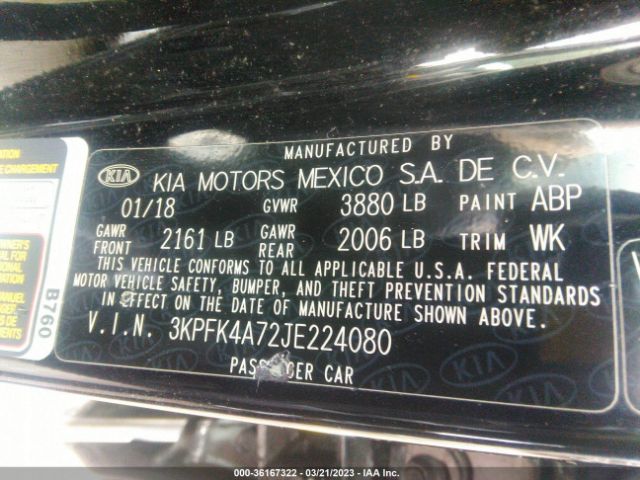 MANUFACTURED BY
KIA KIA MOTORS MEXICO S.A. DE C.V.
01/18 GVWR 3880 LB PAINT ABP
GAWR FRONT 2161 LB GAWR REAR 2006 LB TRIM WK
THIS VEHICLE CONFORMS TO ALL APPLICABLE U.S.A. FEDERAL
MOTOR VEHICLE SAFETY, BUMPER, AND THEFT PREVENTION STANDARDS
IN EFFECT ON THE DATE OF MANUFACTURE SHOWN ABOVE.
V.I.N. 3KPFK4A72JE224080
PASSENGER CAR
B760
000-36167322 - 03/21/2023 - IAA Inc.